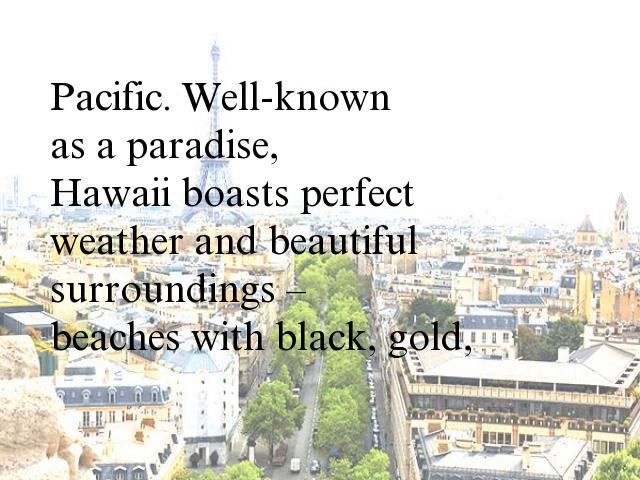 Pacific. Well-known
as a paradise,
Hawaii boasts perfect
weather and beautiful
surroundings –
beaches with black, gold,